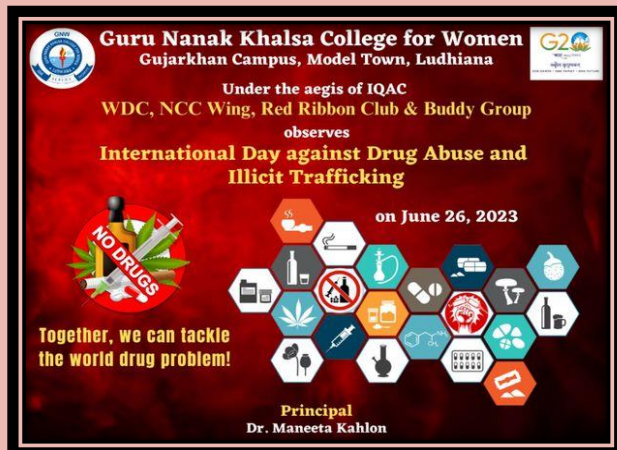 Guru Nanak Khalsa College for Women
Gujarkhan Campus, Model Town, Ludhiana
GNW
G20
Under the aegis of IQAC
WDC, NCC Wing, Red Ribbon Club & Buddy Group
observes
International Day against Drug Abuse and
Illicit Trafficking
on June 26, 2023
NO DRUGS
Together, we can tackle
the world drug problem!
Principal
Dr. Maneeta Kahlon